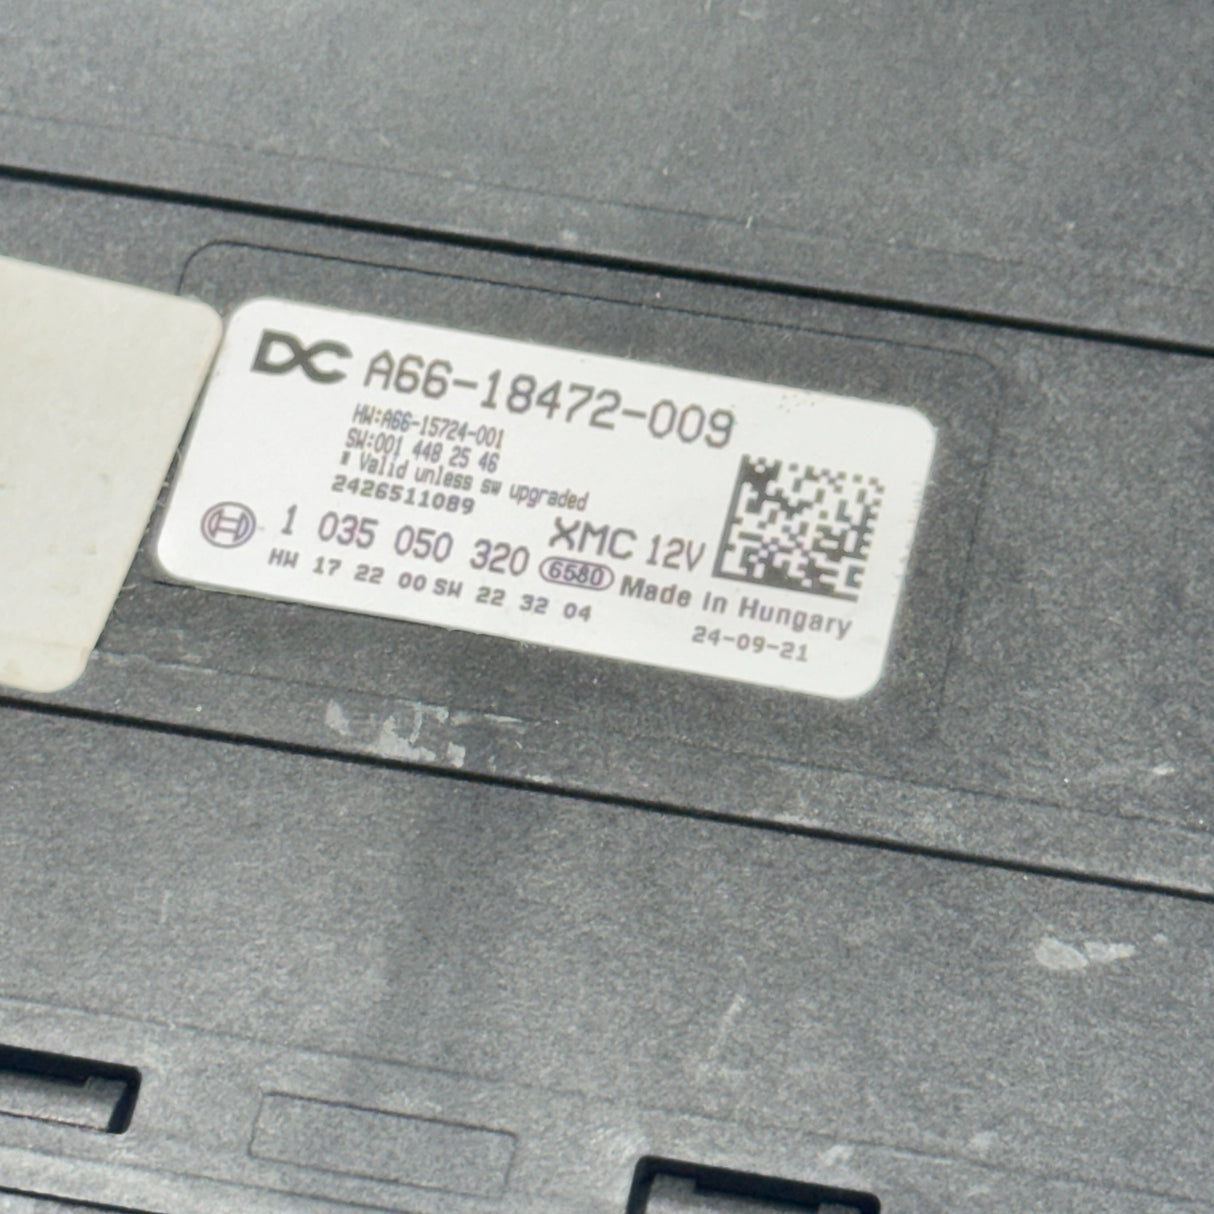 DC A66-18472-009
HW:A66-15724-001
SW:001 448 25 46
* Valid unless sw upgraded
2426511089
1 035 050 320 XMC 12V
HW 17 22 00 SW 22 32 04 6580 Made in Hungary
24-09-21